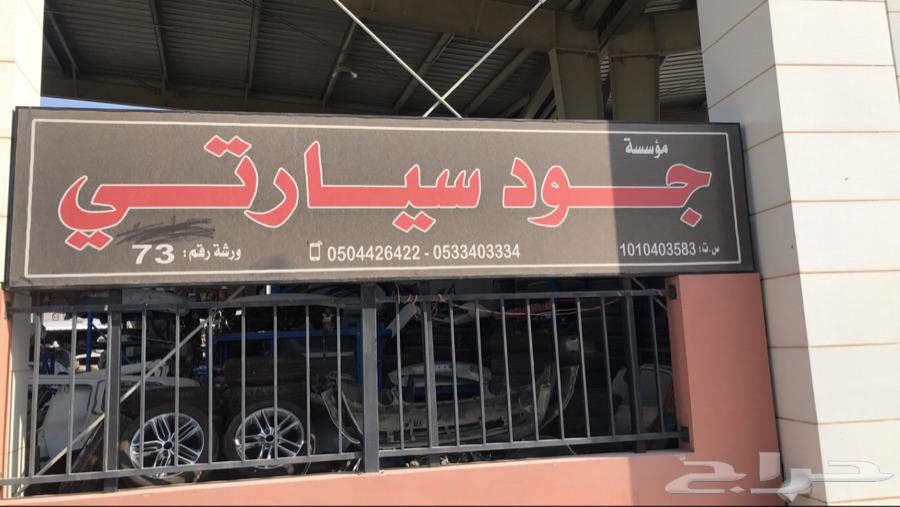 مؤسسة
جود سيارتي
س ت: 1010403583
0504426422 - 0533403334
ورشة رقم: 73
حراج